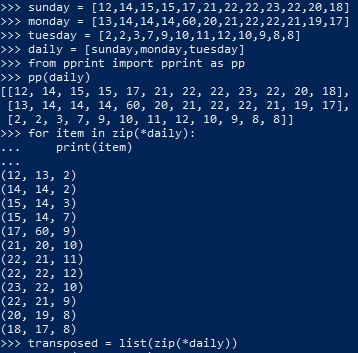 >>> sunday = [12,14,15,15,17,21,22,22,23,22,20,18]
>>> monday = [13,14,14,14,60,20,21,22,22,21,19,17]
>>> tuesday = [2,2,3,7,9,10,11,12,10,9,8,8]
>>> daily = [sunday,monday,tuesday]
>>> from pprint import pprint as pp
>>> pp(daily)
[[12, 14, 15, 15, 17, 21, 22, 22, 23, 22, 20, 18],
 [13, 14, 14, 14, 60, 20, 21, 22, 22, 21, 19, 17],
 [2, 2, 3, 7, 9, 10, 11, 12, 10, 9, 8, 8]]
>>> for item in zip(*daily):
...     print(item)
...
(12, 13, 2)
(14, 14, 2)
(15, 14, 3)
(15, 14, 7)
(17, 60, 9)
(21, 20, 10)
(22, 21, 11)
(22, 22, 12)
(23, 22, 10)
(22, 21, 9)
(20, 19, 8)
(18, 17, 8)
>>> transposed = list(zip(*daily))